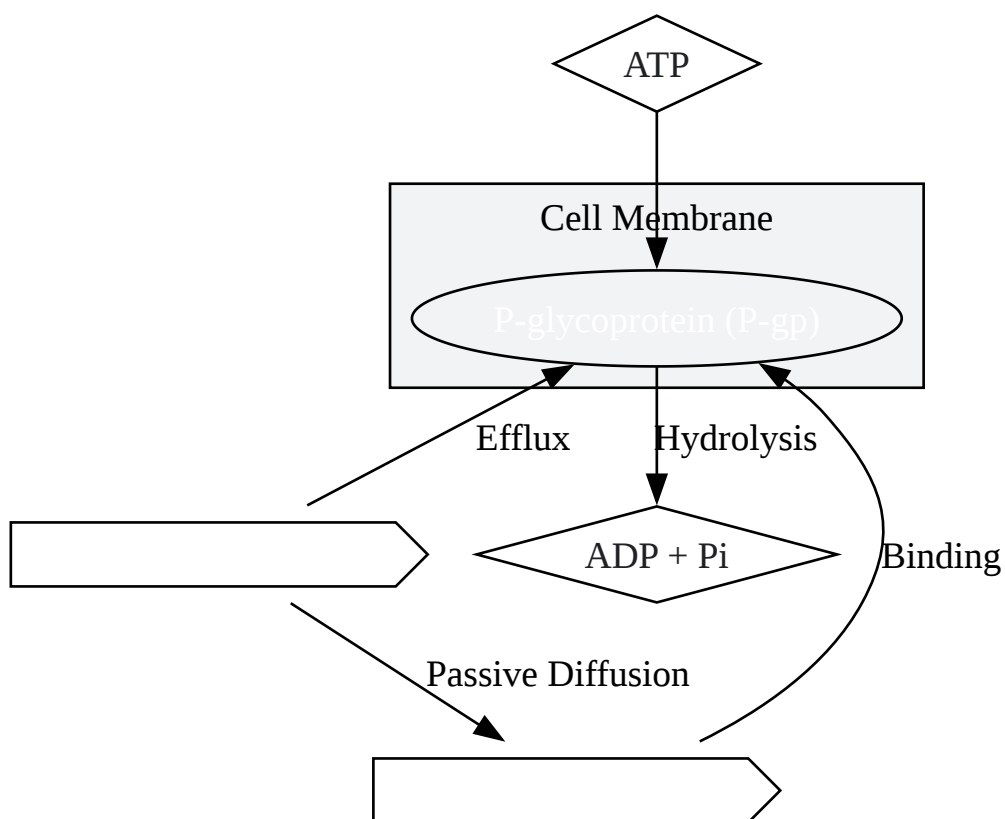 ATP
Cell Membrane
P-glycoprotein (P-gp)
Efflux
Hydrolysis
ADP + Pi
Binding
Passive Diffusion